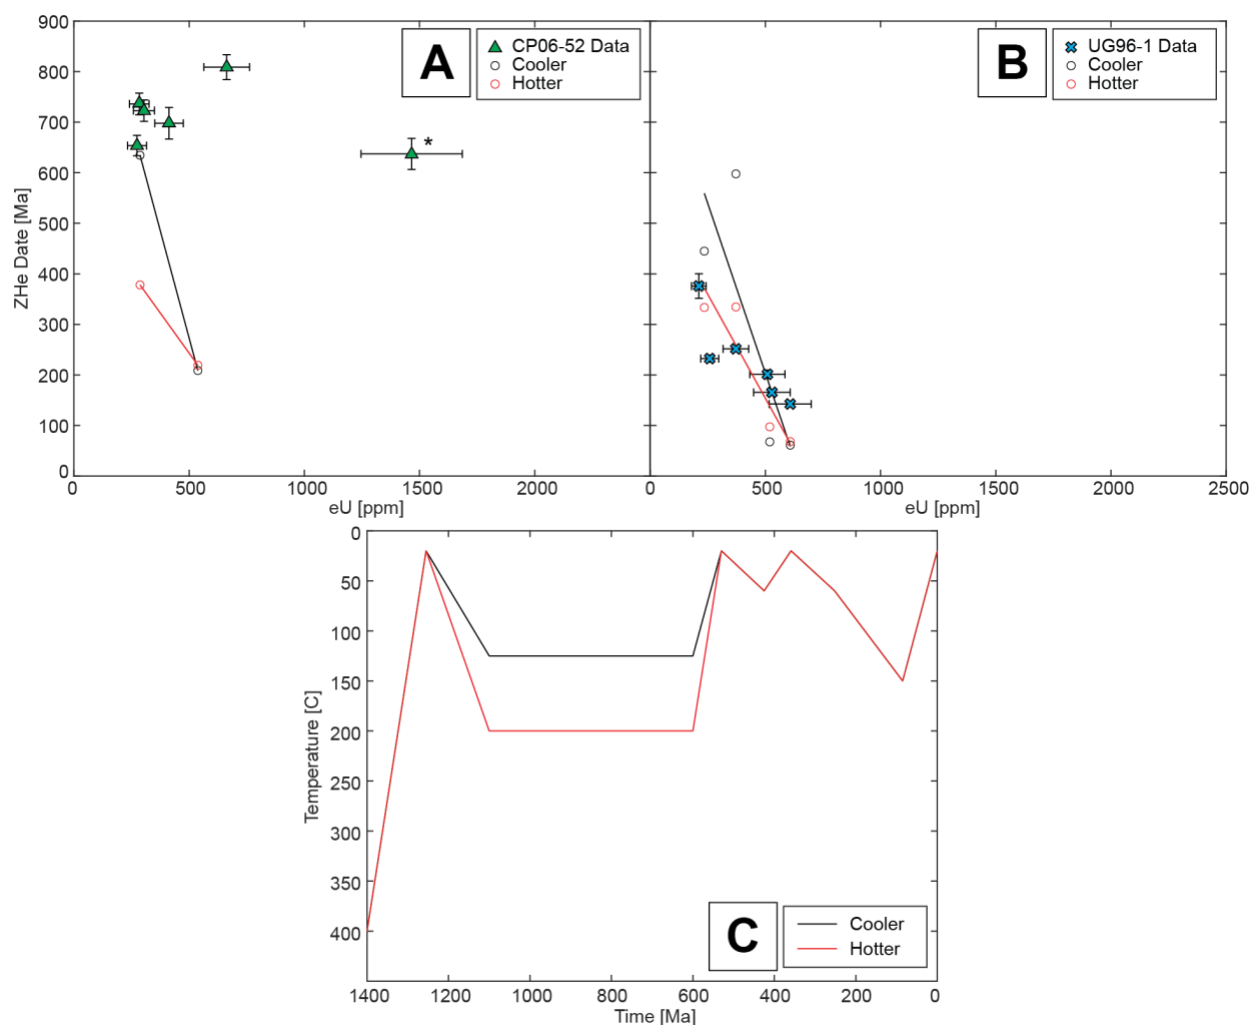 900
800
700
600
500
400
300
200
100
0
ZHe Date [Ma]
A
CP06-52 Data
Cooler
Hotter
*
0
500
1000
1500
2000
eU [ppm]
B
UG96-1 Data
Cooler
Hotter
0
500
1000
1500
2000
2500
eU [ppm]
0
50
100
150
200
250
300
350
400
Temperature [C]
C
Cooler
Hotter
1400
1200
1000
800
600
400
200
0
Time [Ma]